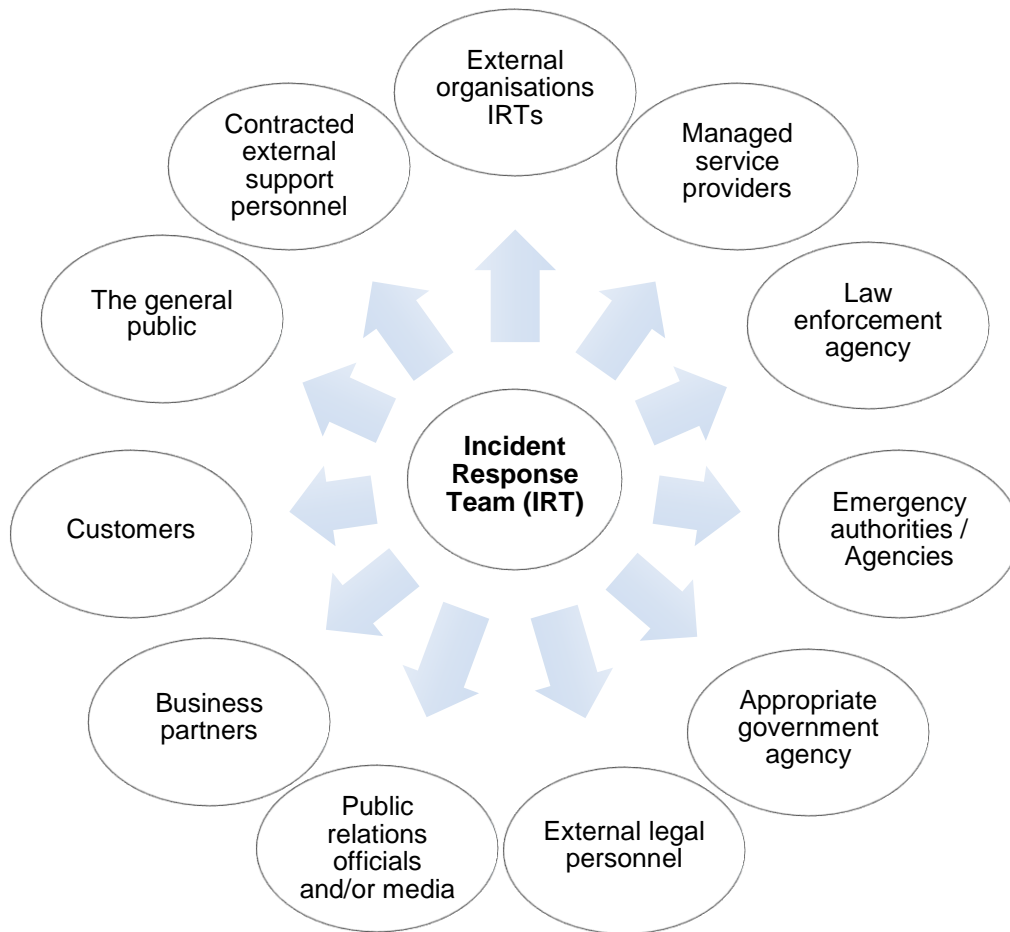 External
organisations
IRTs
Managed
service
providers
Law
enforcement
agency
Emergency
authorities /
Agencies
Appropriate
government
agency
External legal
personnel
Public
relations
officials
and/or media
Business
partners
Customers
The general
public
Contracted
external
support
personnel
Incident
Response
Team (IRT)